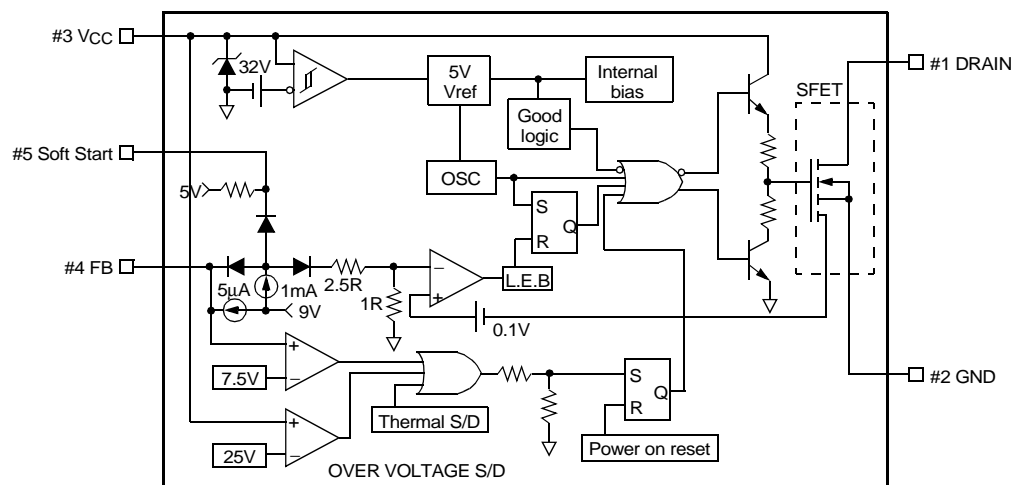 #3 VCC
32V
5V
Vref
Internal
bias
#1 DRAIN
SFET
Good
logic
#5 Soft Start
5V
OSC
S
R
Q
#4 FB
2.5R
5μA
1mA
9V
1R
−
+
L.E.B
0.1V
+
−
7.5V
Thermal S/D
S
R
Q
#2 GND
+
−
25V
Power on reset
OVER VOLTAGE S/D